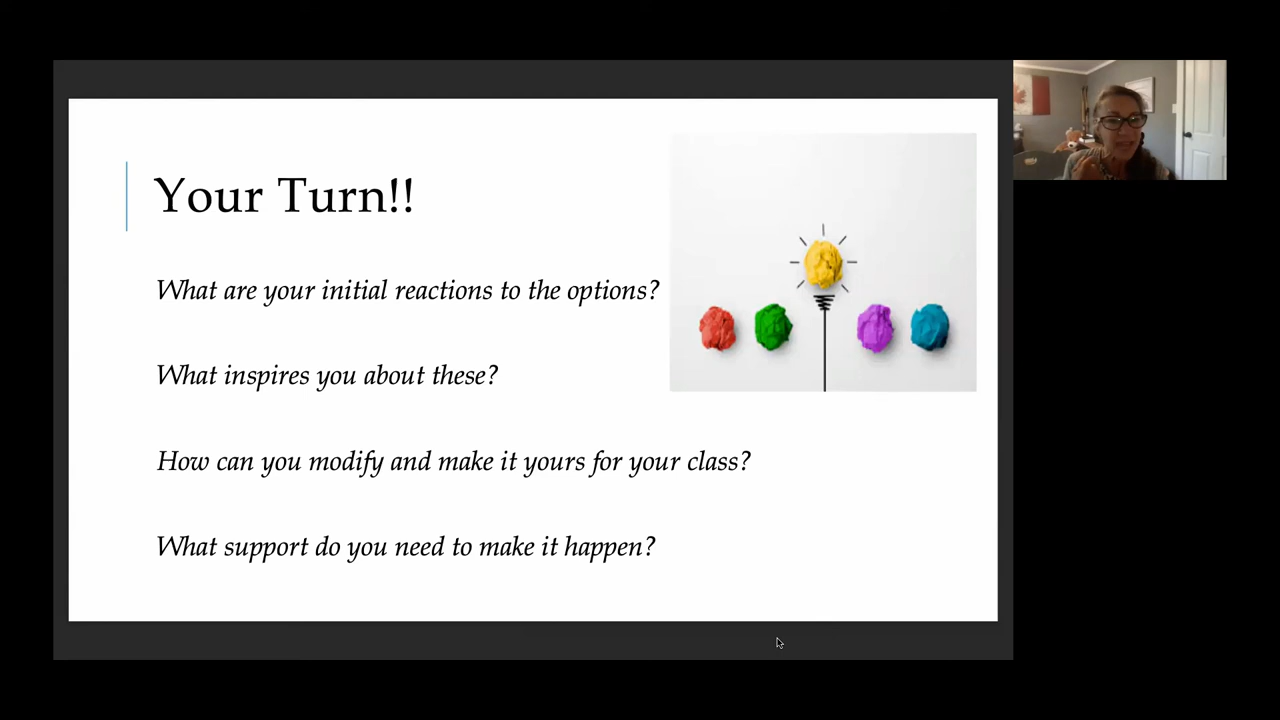 Your Turn!!
What are your initial reactions to the options?
What inspires you about these?
How can you modify and make it yours for your class?
What support do you need to make it happen?